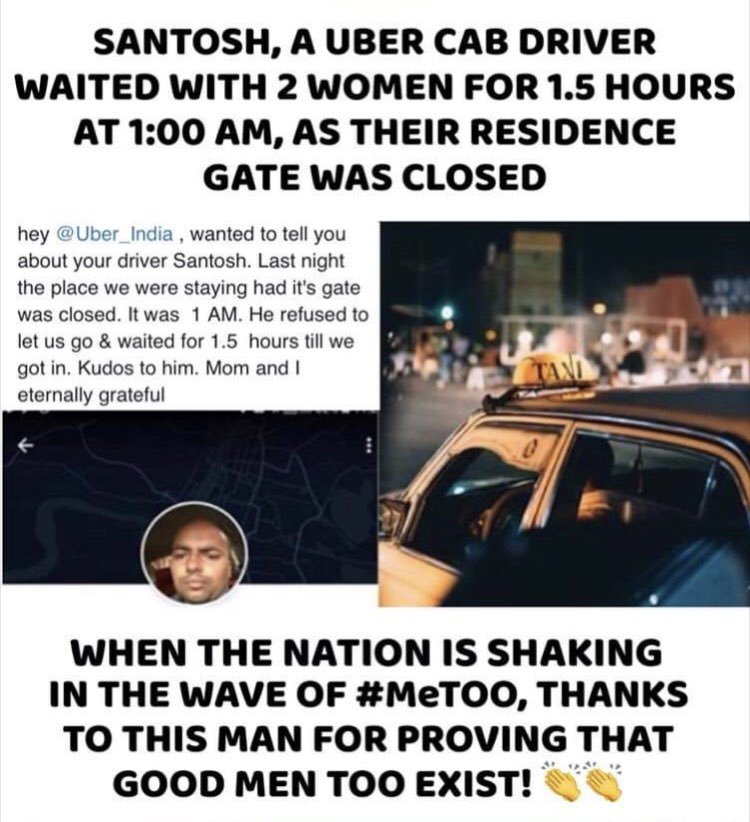 SANTOSH, A UBER CAB DRIVER
WAITED WITH 2 WOMEN FOR 1.5 HOURS
AT 1:00 AM, AS THEIR RESIDENCE
GATE WAS CLOSED
hey @Uber_India , wanted to tell you
about your driver Santosh. Last night
the place we were staying had it's gate
was closed. It was 1 AM. He refused to
let us go & waited for 1.5 hours till we
got in. Kudos to him. Mom and I
eternally grateful
TAXI
WHEN THE NATION IS SHAKING
IN THE WAVE OF #MeTOO, THANKS
TO THIS MAN FOR PROVING THAT
GOOD MEN TOO EXIST! 👏👏